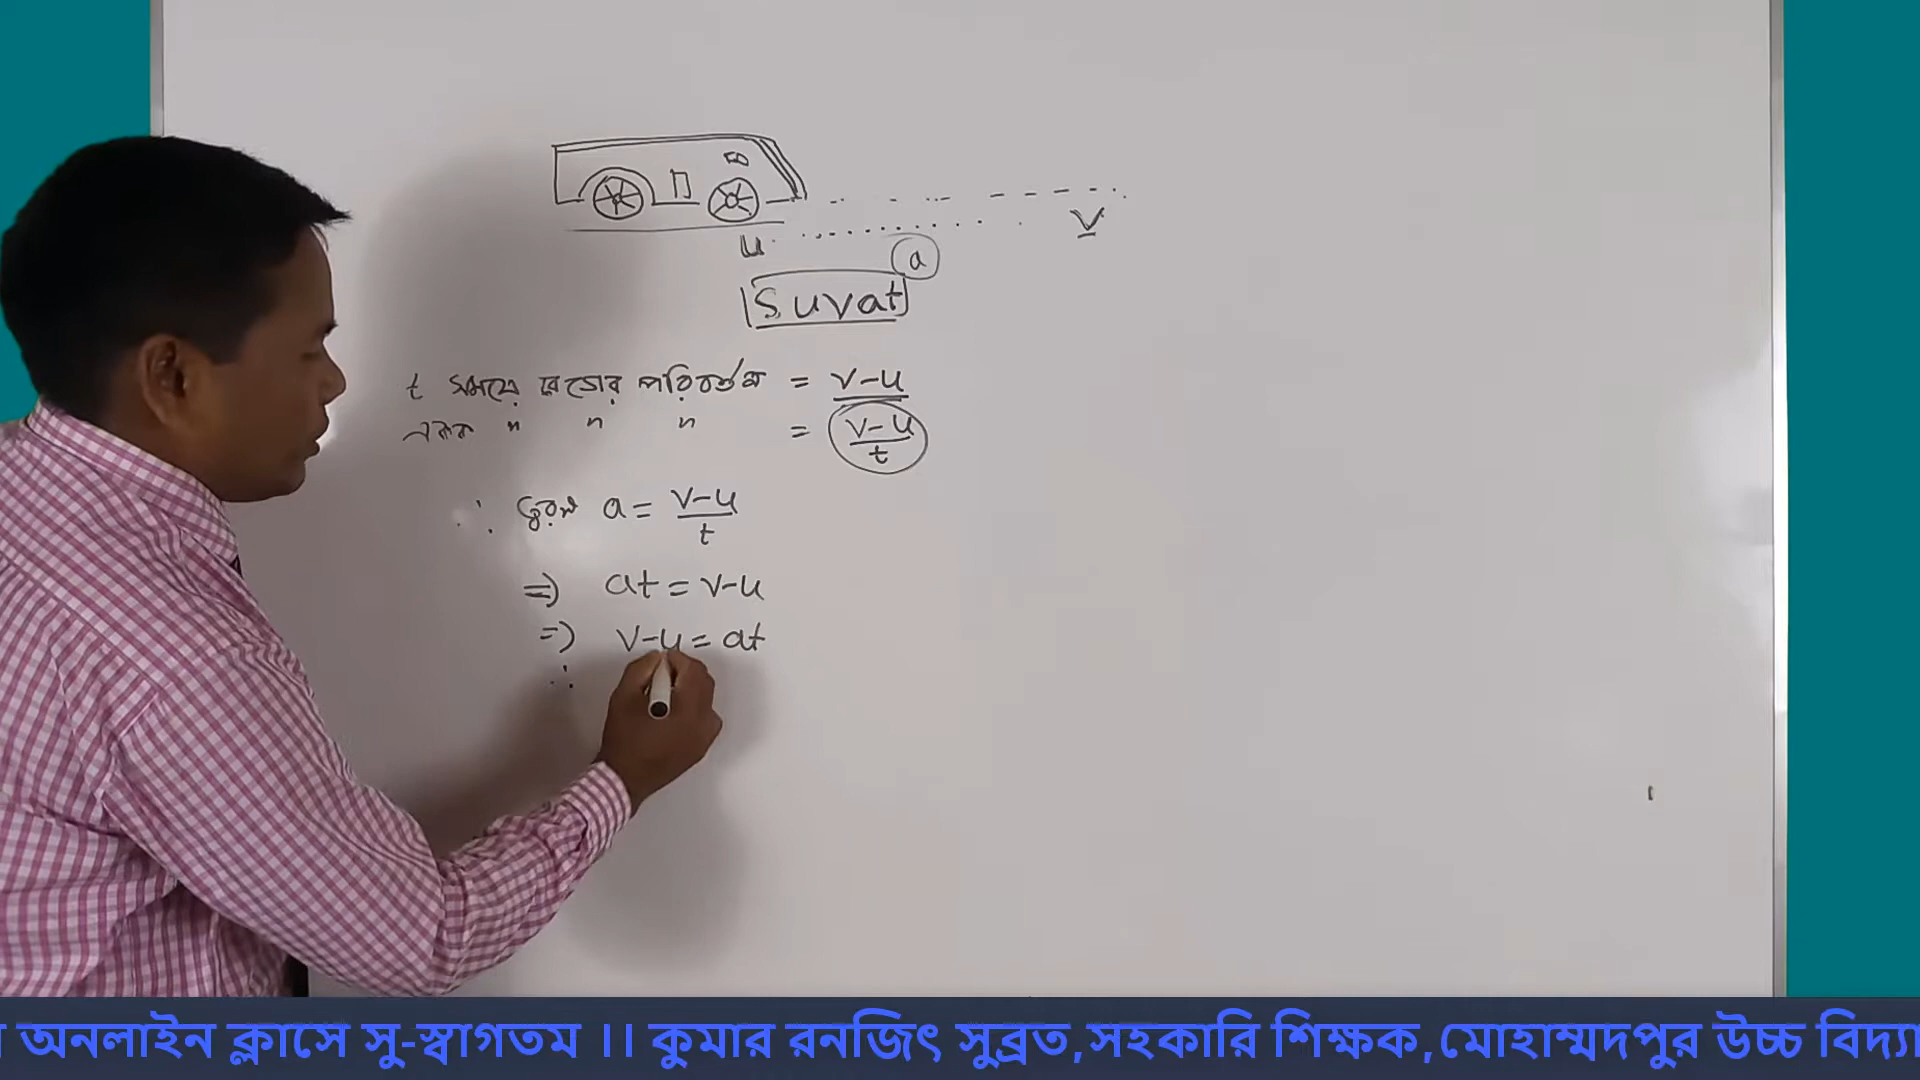 u
v
a
Suvat
t সময়ে বেগের পরিবর্তন = v-u
একক " " " = v-u/t
∴ ত্বরণ a = v-u/t
=> at = v-u
=> v-u = at
∴
অনলাইন ক্লাসে সু-স্বাগতম ।। কুমার রনজিৎ সুব্রত,সহকারি শিক্ষক,মোহাম্মদপুর উচ্চ বিদ্যা